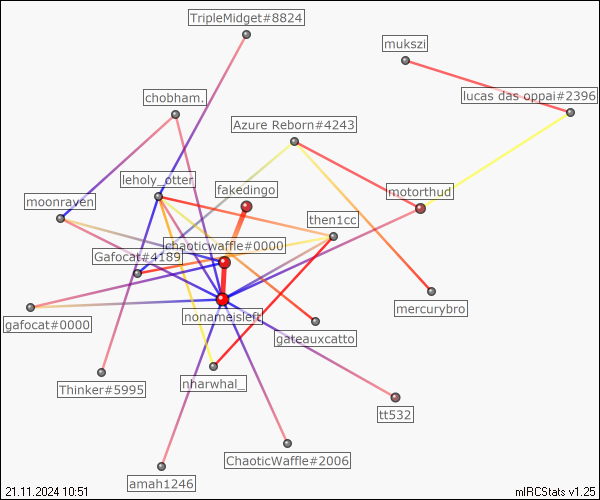 TripleMidget#8824
mukszi
lucas das oppai#2396
chobham.
Azure Reborn#4243
leholy_otter
fakedingo
motorthud
moonraven
then1cc
chaoticwaffle#0000
Gafocat#4189
mercurybro
nonameisleft
gafocat#0000
gateauxcatto
nharwhal_
Thinker#5995
tt532
ChaoticWaffle#2006
amah1246
21.11.2024 10:51
mIRCStats v1.25